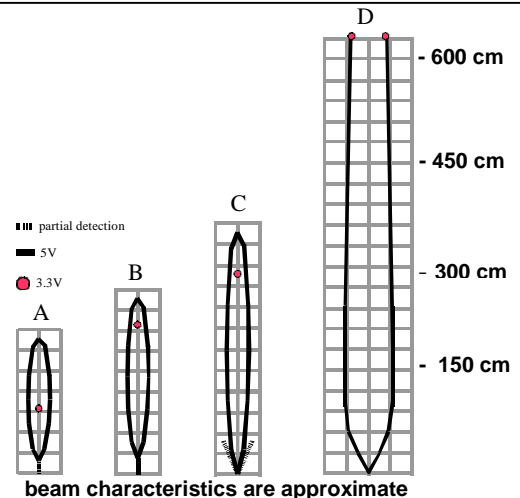 D
- 600 cm
- 450 cm
C
partial detection
5V
- 300 cm
B
3.3V
A
- 150 cm
beam characteristics are approximate